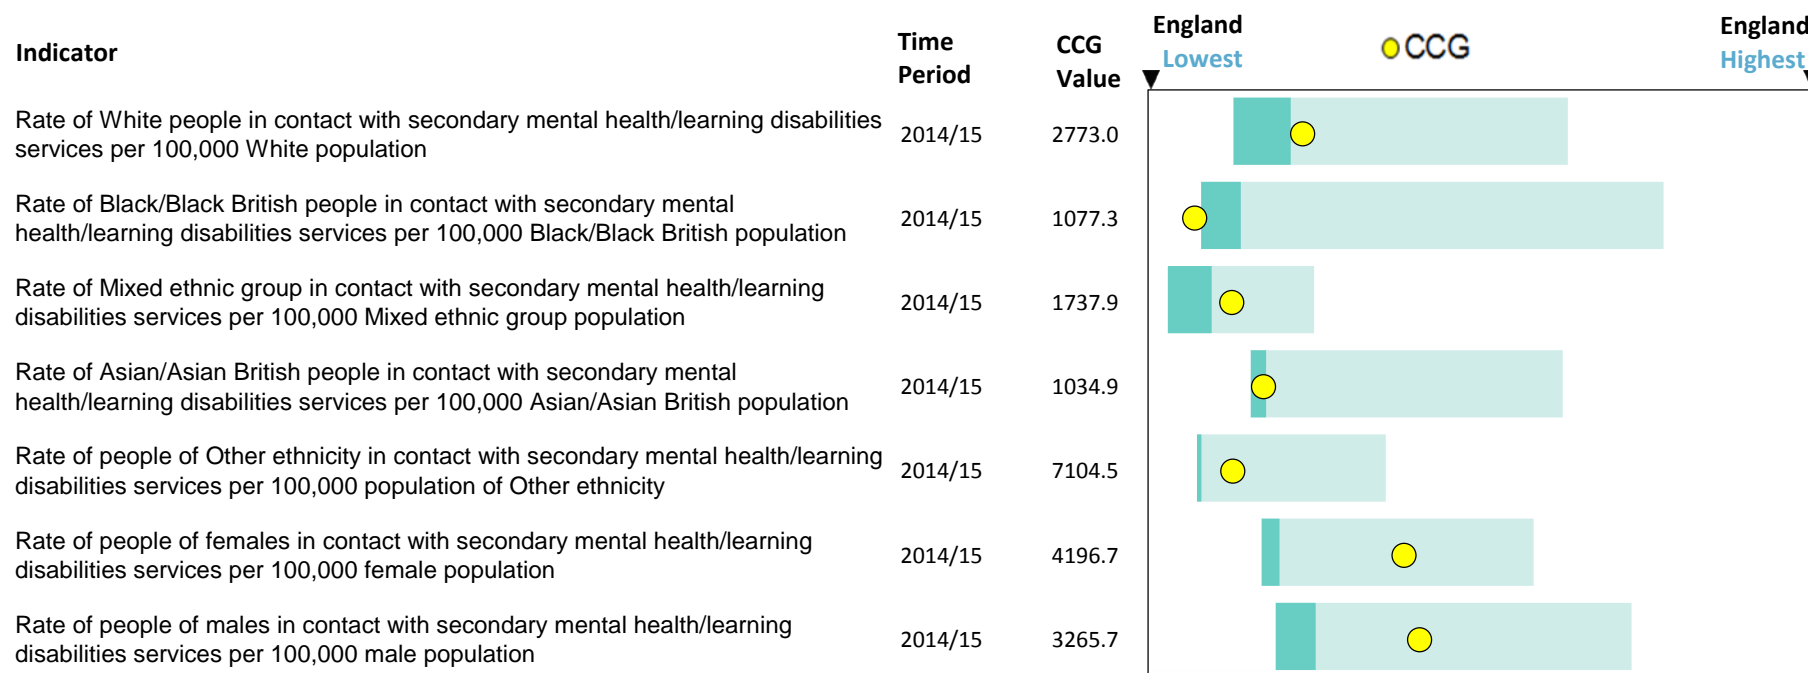 Indicator
Time
Period
CCG
Value
England
Lowest
CCG
England
Highest
Rate of White people in contact with secondary mental health/learning disabilities
services per 100,000 White population
2014/15
2773.0
Rate of Black/Black British people in contact with secondary mental
health/learning disabilities services per 100,000 Black/Black British population
2014/15
1077.3
Rate of Mixed ethnic group in contact with secondary mental health/learning
disabilities services per 100,000 Mixed ethnic group population
2014/15
1737.9
Rate of Asian/Asian British people in contact with secondary mental
health/learning disabilities services per 100,000 Asian/Asian British population
2014/15
1034.9
Rate of people of Other ethnicity in contact with secondary mental health/learning
disabilities services per 100,000 population of Other ethnicity
2014/15
7104.5
Rate of people of females in contact with secondary mental health/learning
disabilities services per 100,000 female population
2014/15
4196.7
Rate of people of males in contact with secondary mental health/learning
disabilities services per 100,000 male population
2014/15
3265.7